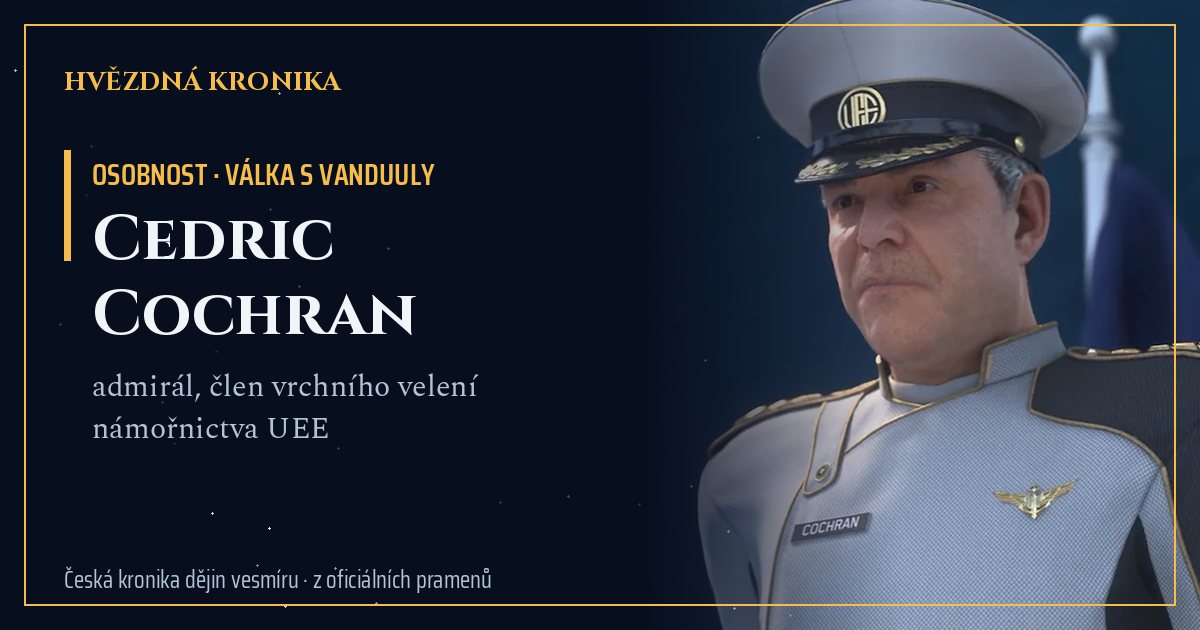 HVĚZDNÁ KRONIKA
OSOBNOST · VÁLKA S VANDUULY
CEDRIC
COCHRAN
admirál, člen vrchního velení
námořnictva UEE
Česká kronika dějin vesmíru · z oficiálních pramenů
UEE
COCHRAN